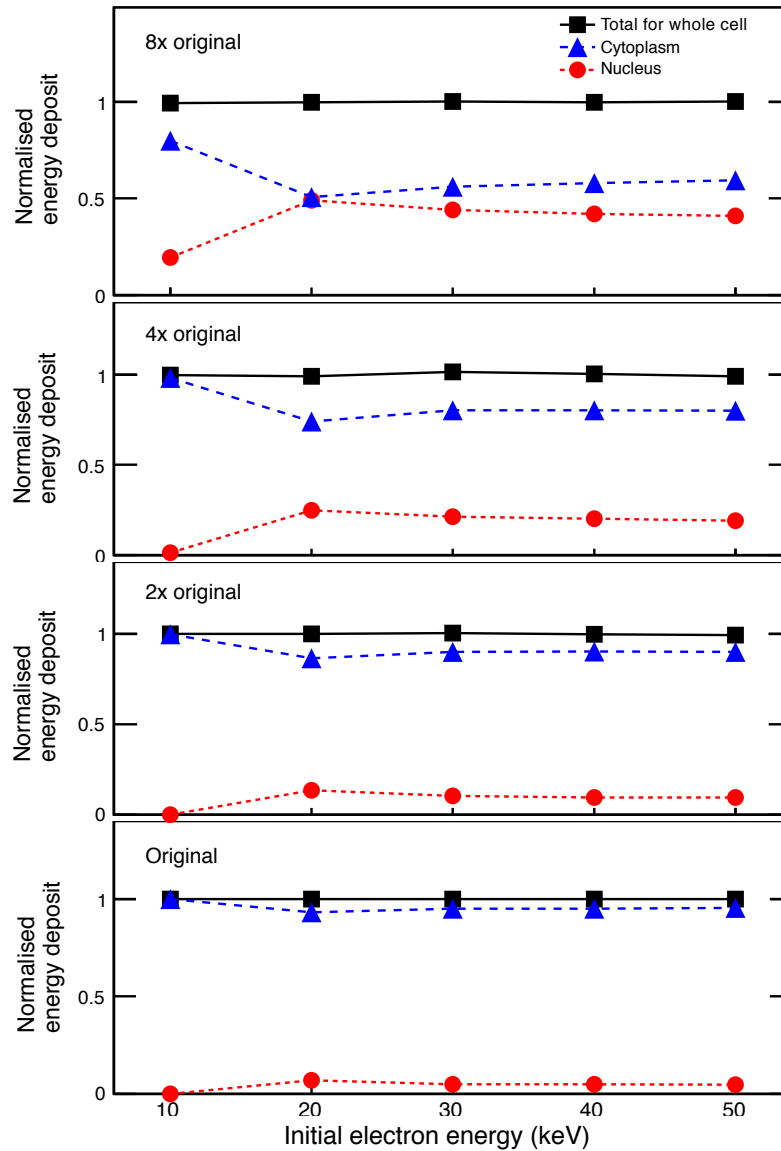 8x original
Total for whole cell
Cytoplasm
Nucleus
Normalised
energy deposit
1
0.5
0
4x original
Normalised
energy deposit
1
0.5
0
2x original
Normalised
energy deposit
1
0.5
0
Original
Normalised
energy deposit
1
0.5
0
10 20 30 40 50
Initial electron energy (keV)